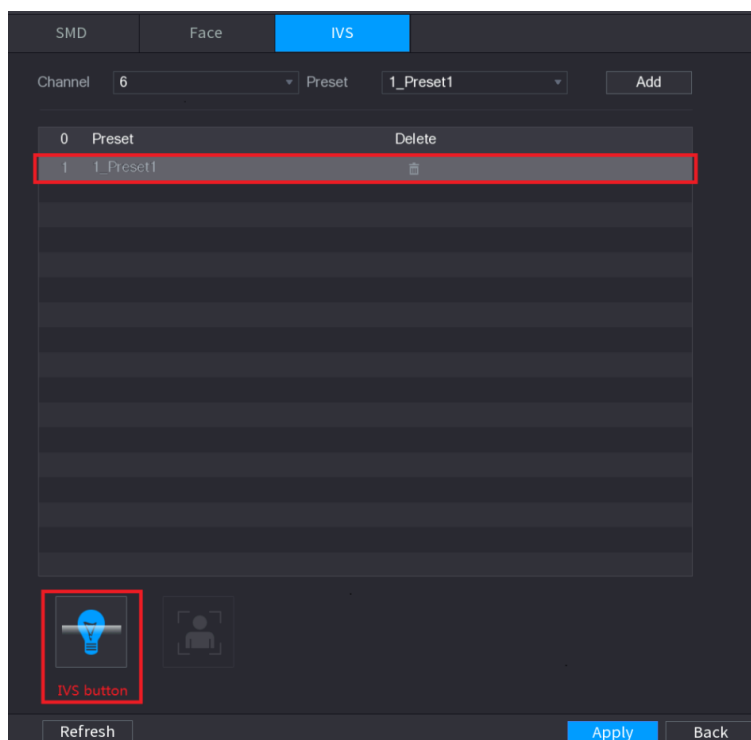 SMD Face IVS
Channel 6 Preset 1_Preset1 Add
0 Preset Delete
1 1_Preset1
IVS button
Refresh Apply Back